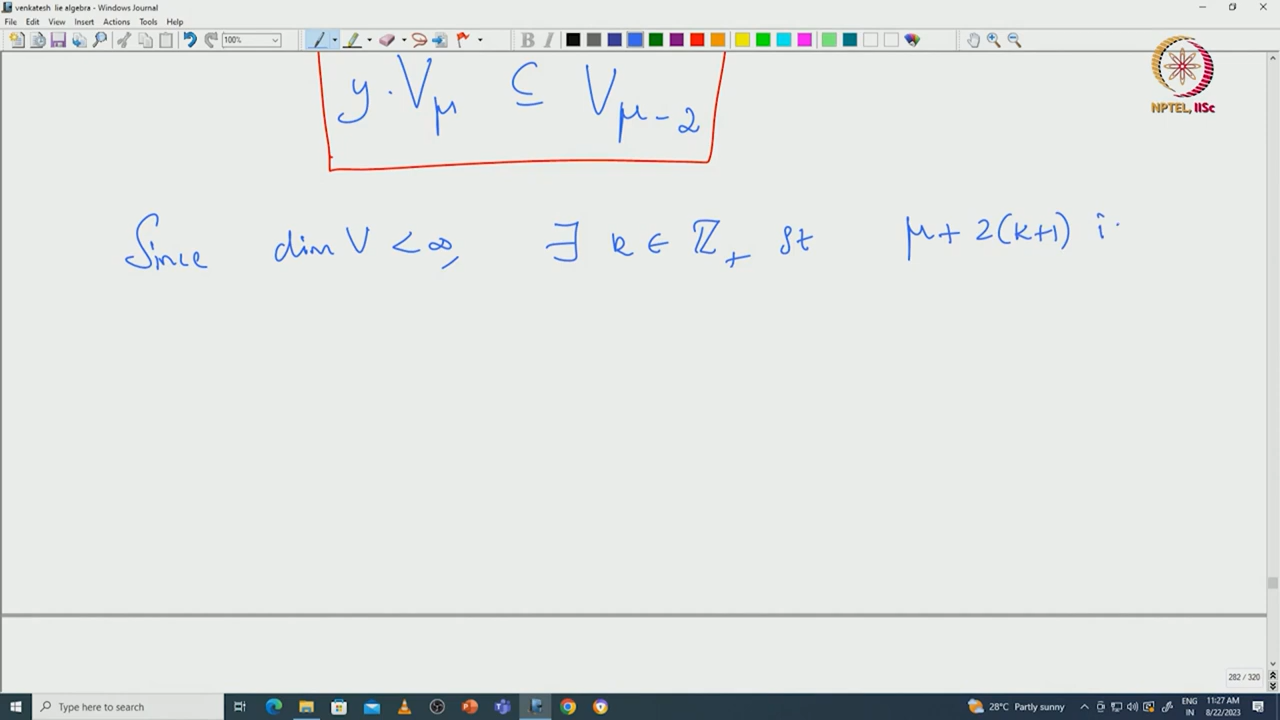 venkatesh lie algebra - Windows Journal
File Edit View Insert Actions Tools Help
100%
B I
NPTEL, IISc
y . V_μ ⊆ V_{μ-2}
Since dim V < ∞, ∃ k ∈ ℤ_+ st μ + 2(k+1) i
282 / 320
Type here to search
28°C Partly sunny
ENG
IN
11:27 AM
8/22/2023